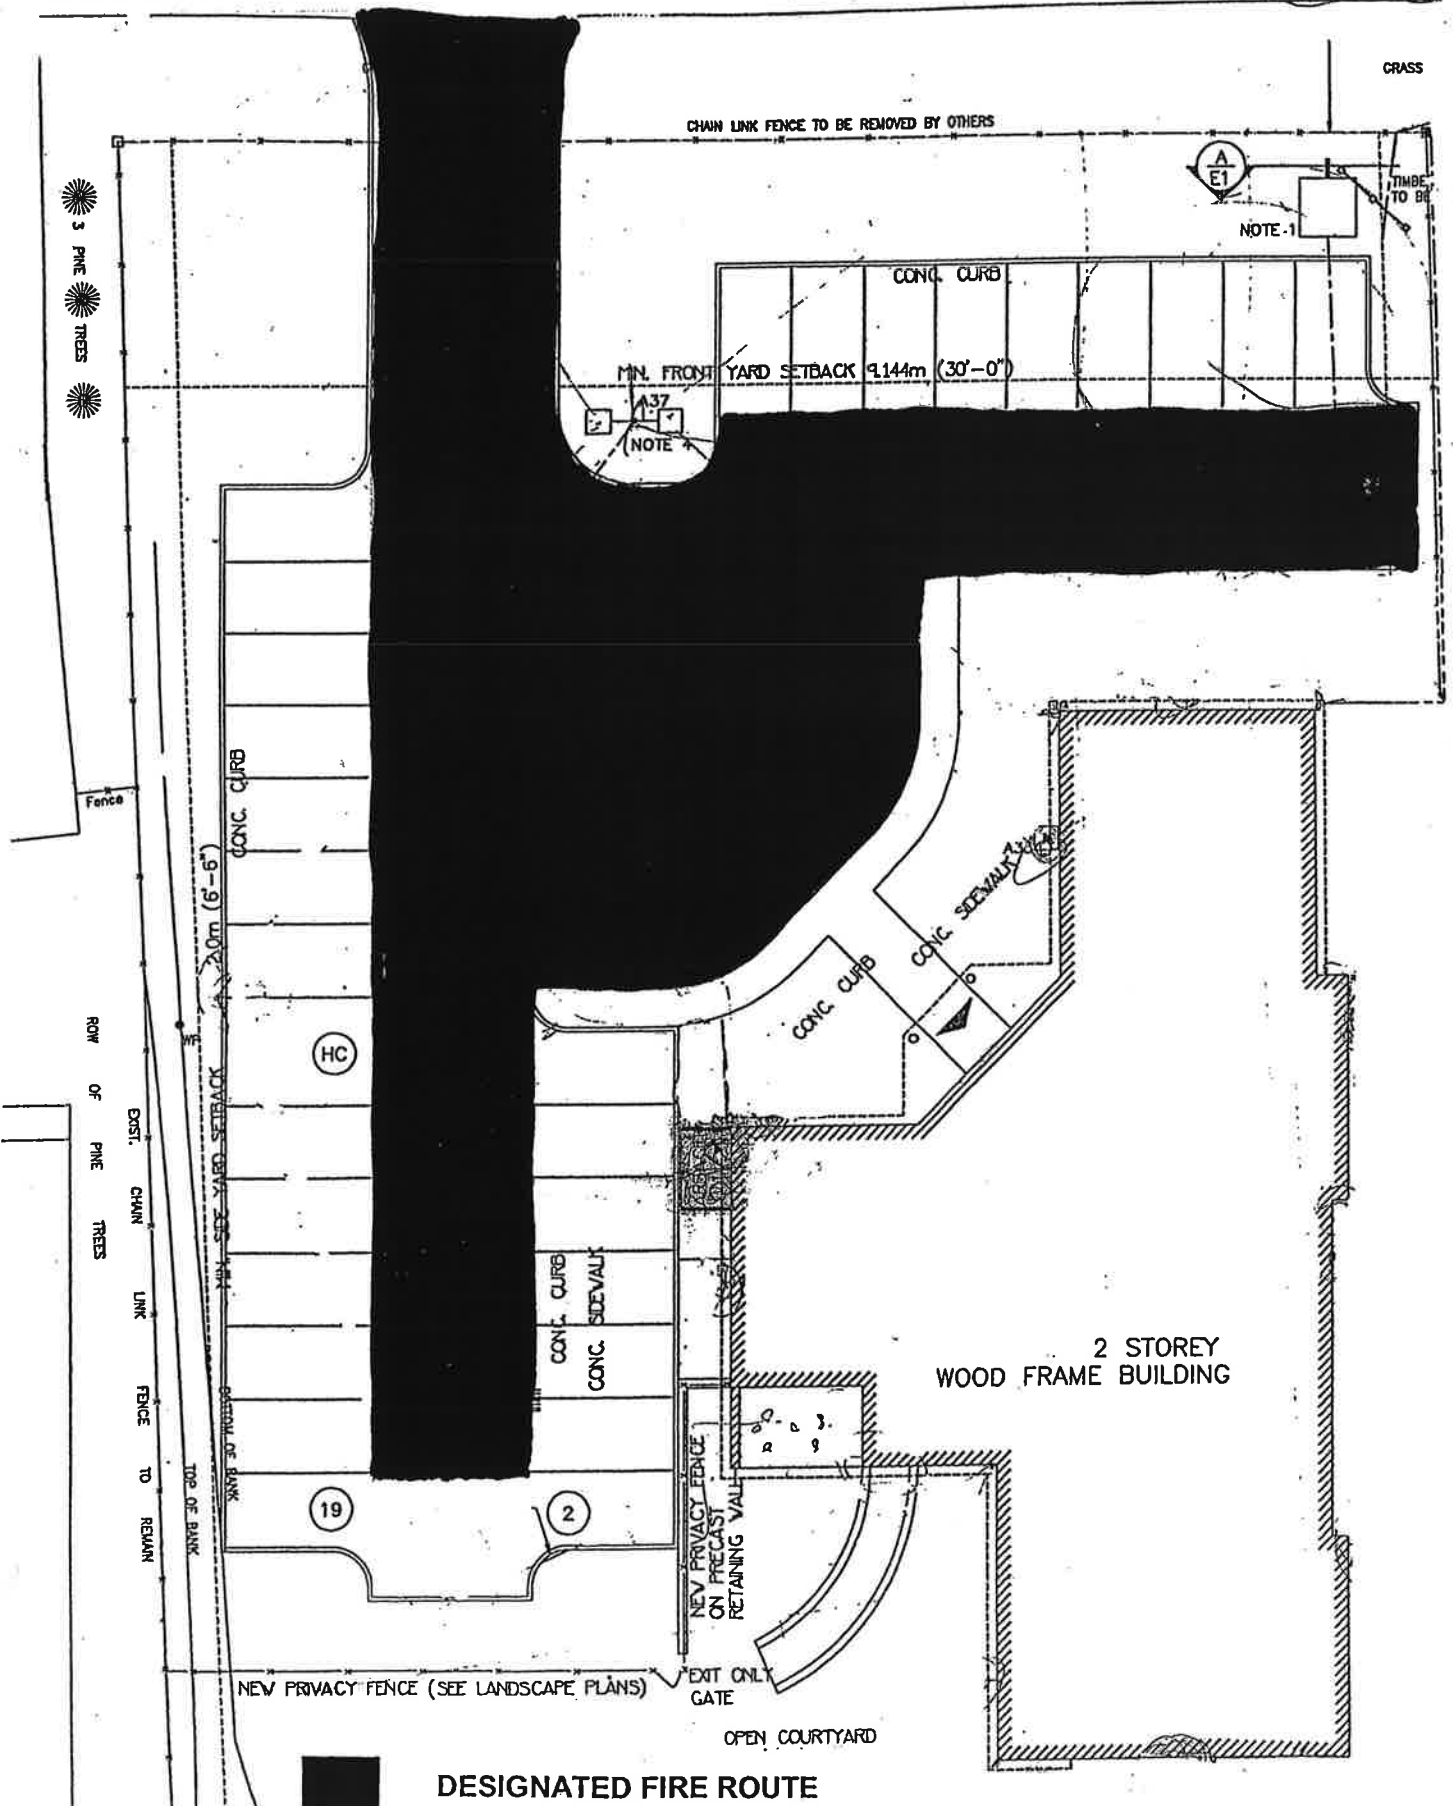 GRASS
CHAIN LINK FENCE TO BE REMOVED BY OTHERS
A
E1
TIMBE
TO BE
NOTE-1
3 PINE TREES
CONC. CURB
MIN. FRONT YARD SETBACK 9.144m (30'-0")
A37
(NOTE 4
CONC. CURB
Fence
MIN. SIDE YARD SETBACK 2.0m (6'-6")
CONC. SIDEWALK
CONC. CURB
WF
HC
ROW OF PINE TREES
EXIST. CHAIN LINK FENCE TO REMAIN
CONC. CURB
CONC. SIDEWALK
2 STOREY
WOOD FRAME BUILDING
BOTTOM OF BANK
TOP OF BANK
NEW PRIVACY FENCE
ON PRECAST
RETAINING WALL
19
2
NEW PRIVACY FENCE (SEE LANDSCAPE PLANS)
EXIT ONLY
GATE
OPEN COURTYARD
DESIGNATED FIRE ROUTE